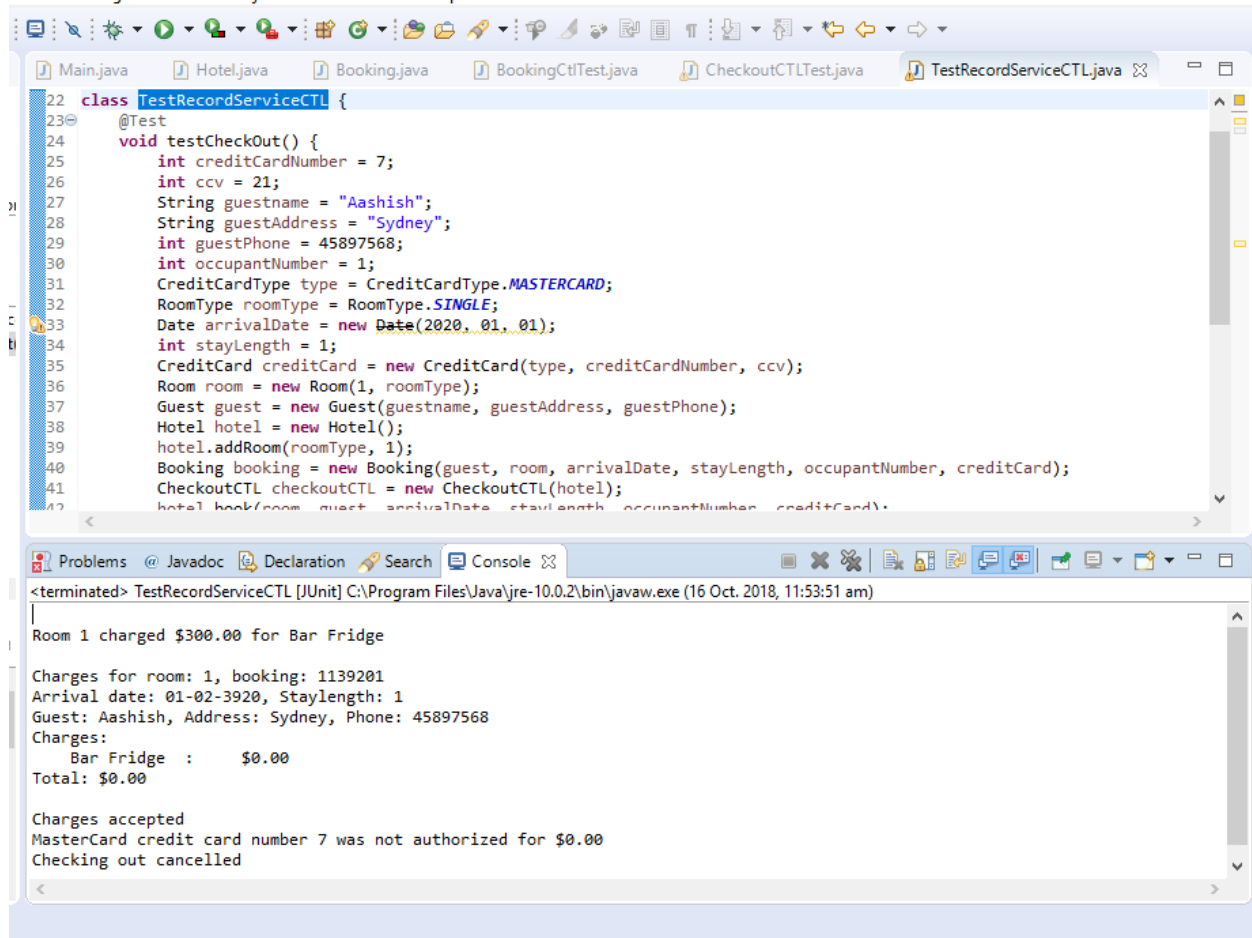 Main.java Hotel.java Booking.java BookingCtlTest.java CheckoutCTLTest.java TestRecordServiceCTL.java
22 class TestRecordServiceCTL {
23 @Test
24 void testCheckOut() {
25 int creditCardNumber = 7;
26 int ccv = 21;
27 String guestname = "Aashish";
28 String guestAddress = "Sydney";
29 int guestPhone = 45897568;
30 int occupantNumber = 1;
31 CreditCardType type = CreditCardType.MASTERCARD;
32 RoomType roomType = RoomType.SINGLE;
33 Date arrivalDate = new Date(2020, 01, 01);
34 int stayLength = 1;
35 CreditCard creditCard = new CreditCard(type, creditCardNumber, ccv);
36 Room room = new Room(1, roomType);
37 Guest guest = new Guest(guestname, guestAddress, guestPhone);
38 Hotel hotel = new Hotel();
39 hotel.addRoom(roomType, 1);
40 Booking booking = new Booking(guest, room, arrivalDate, stayLength, occupantNumber, creditCard);
41 CheckoutCTL checkoutCTL = new CheckoutCTL(hotel);
42 hotel.book(room, guest, arrivalDate, stayLength, occupantNumber, creditCard);
Problems @ Javadoc Declaration Search Console
<terminated> TestRecordServiceCTL [JUnit] C:\Program Files\Java\jre-10.0.2\bin\javaw.exe (16 Oct. 2018, 11:53:51 am)
Room 1 charged $300.00 for Bar Fridge
Charges for room: 1, booking: 1139201
Arrival date: 01-02-3920, Staylength: 1
Guest: Aashish, Address: Sydney, Phone: 45897568
Charges:
Bar Fridge : $0.00
Total: $0.00
Charges accepted
MasterCard credit card number 7 was not authorized for $0.00
Checking out cancelled